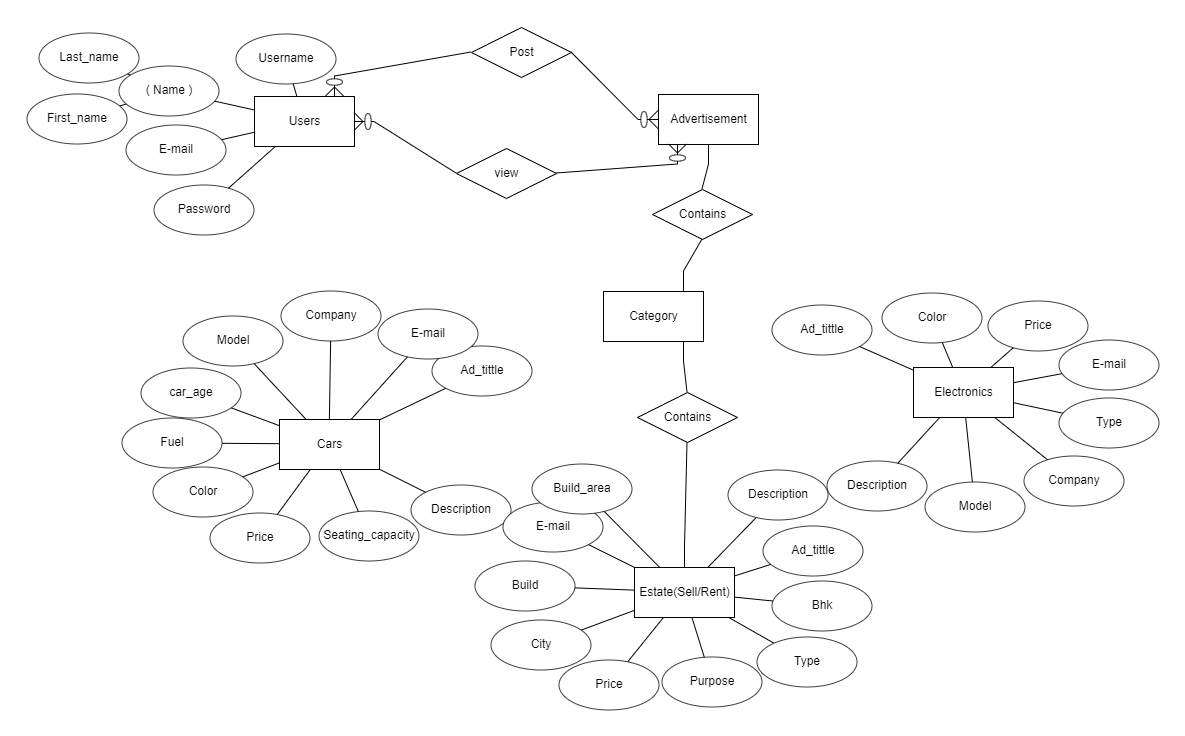 Post
Last_name
Username
( Name )
First_name
Users
Advertisement
E-mail
view
Password
Contains
Company
Category
E-mail
Model
Ad_tittle
Color
Price
Ad_tittle
E-mail
car_age
Electronics
Contains
Type
Fuel
Cars
Color
Build_area
Description
Description
Company
Description
Model
Price
Seating_capacity
E-mail
Ad_tittle
Build
Estate(Sell/Rent)
Bhk
City
Type
Price
Purpose